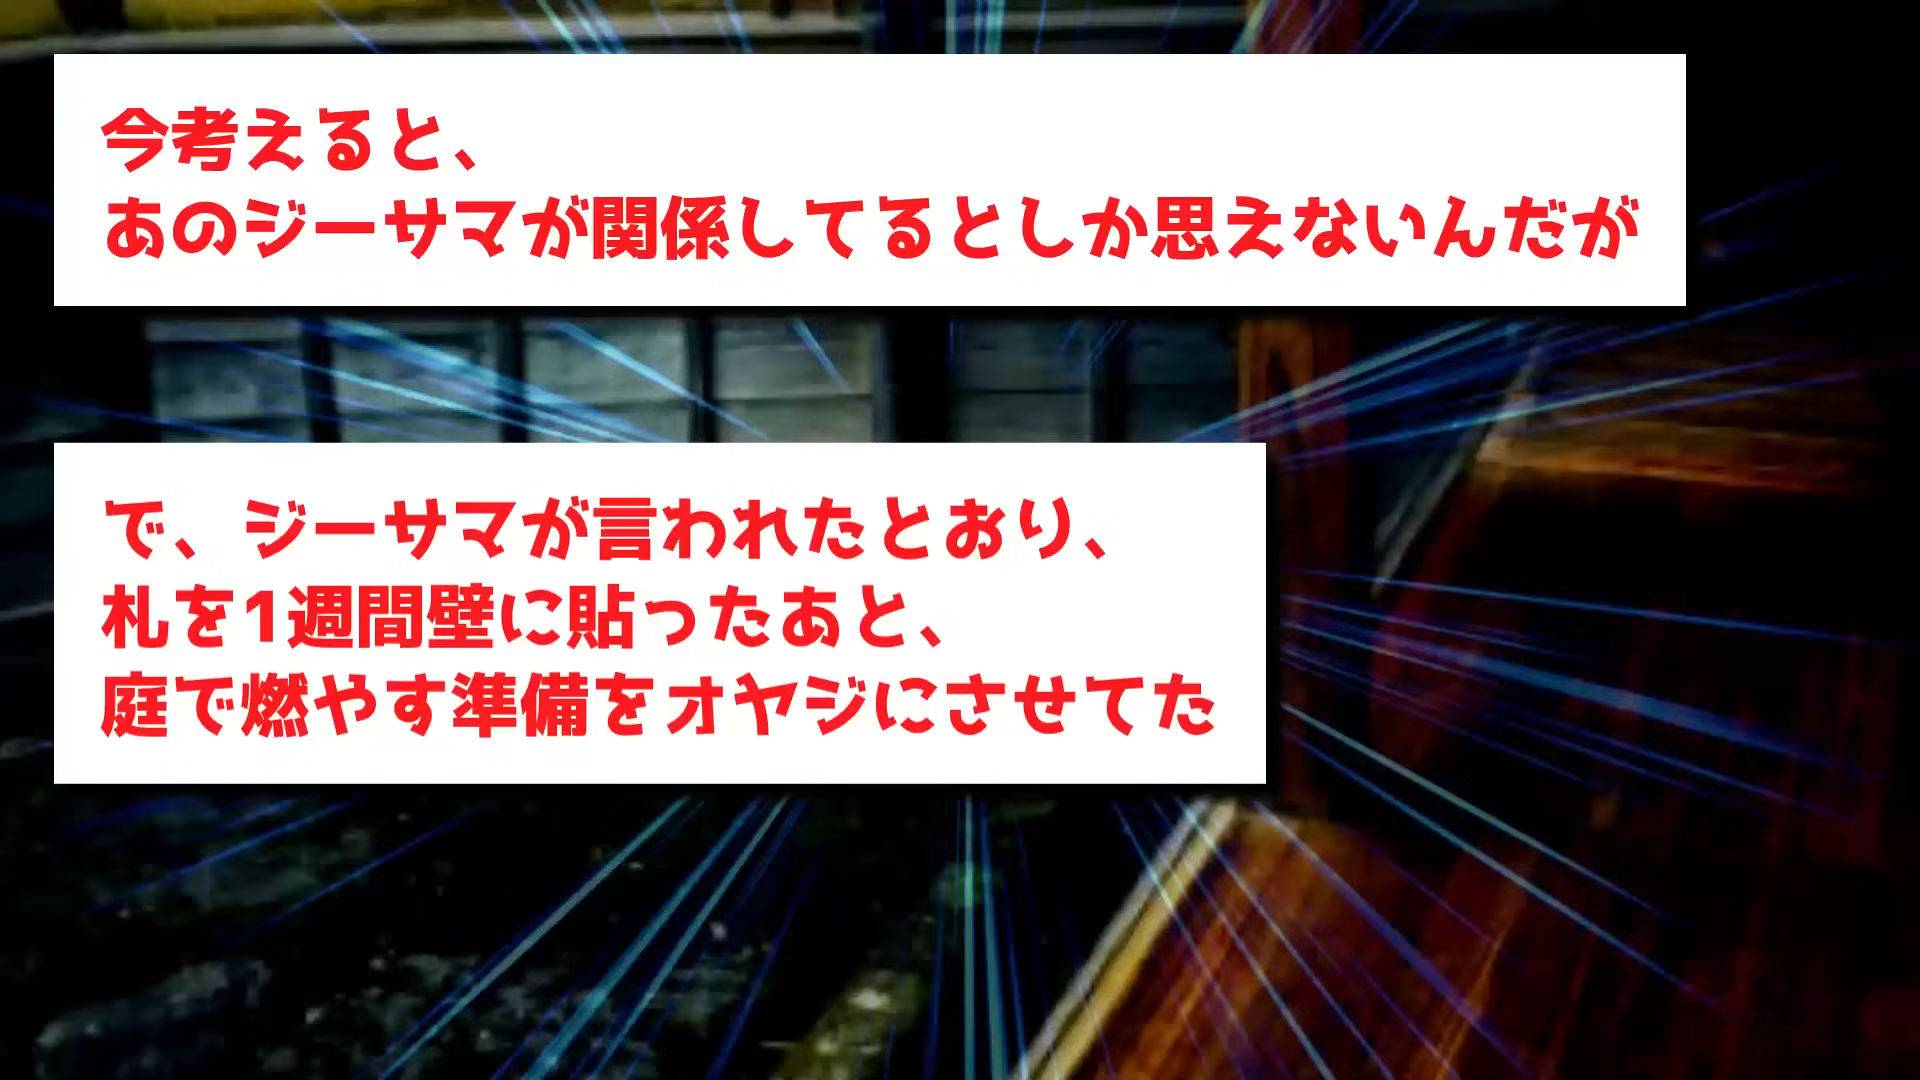 今考えると、
あのジーサマが関係してるとしか思えないんだが
で、ジーサマが言われたとおり、
札を1週間壁に貼ったあと、
庭で燃やす準備をオヤジにさせてた